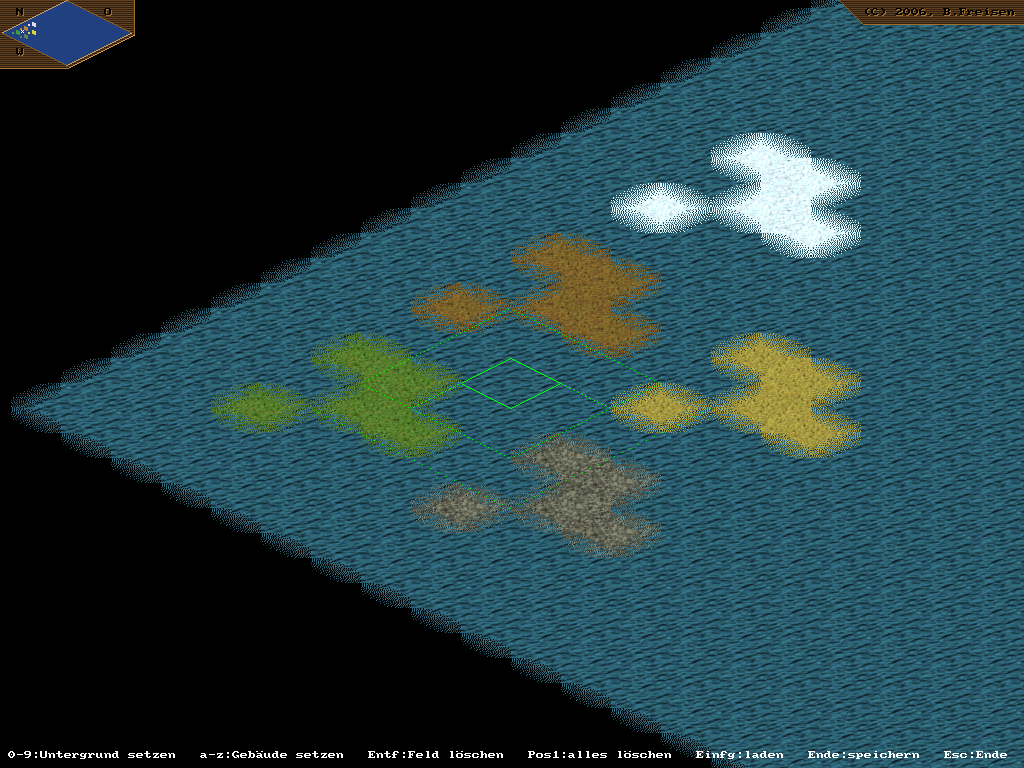 N O
W
(C) 2006, B.Freisen
0-9:Untergrund setzen a-z:Gebäude setzen Entf:Feld löschen Pos1:alles löschen Einfg:laden Ende:speichern Esc:Ende